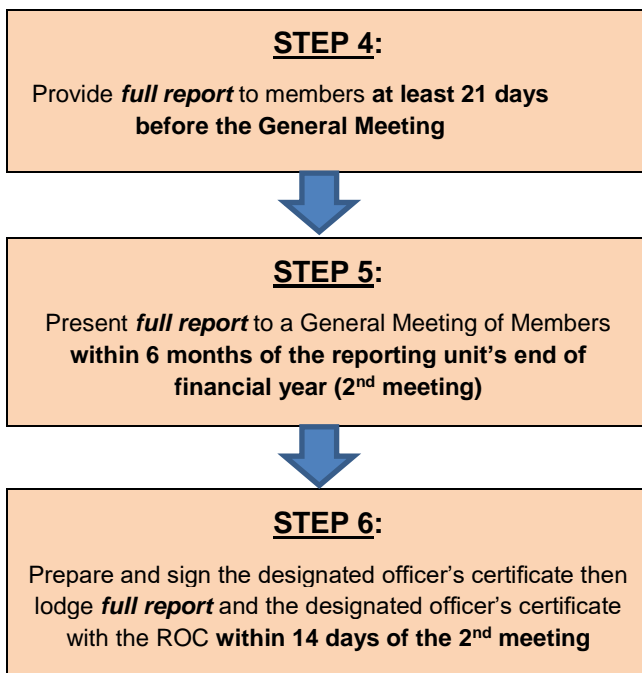 STEP 4:
Provide full report to members at least 21 days
before the General Meeting
STEP 5:
Present full report to a General Meeting of Members
within 6 months of the reporting unit’s end of
financial year (2nd meeting)
STEP 6:
Prepare and sign the designated officer’s certificate then
lodge full report and the designated officer’s certificate
with the ROC within 14 days of the 2nd meeting